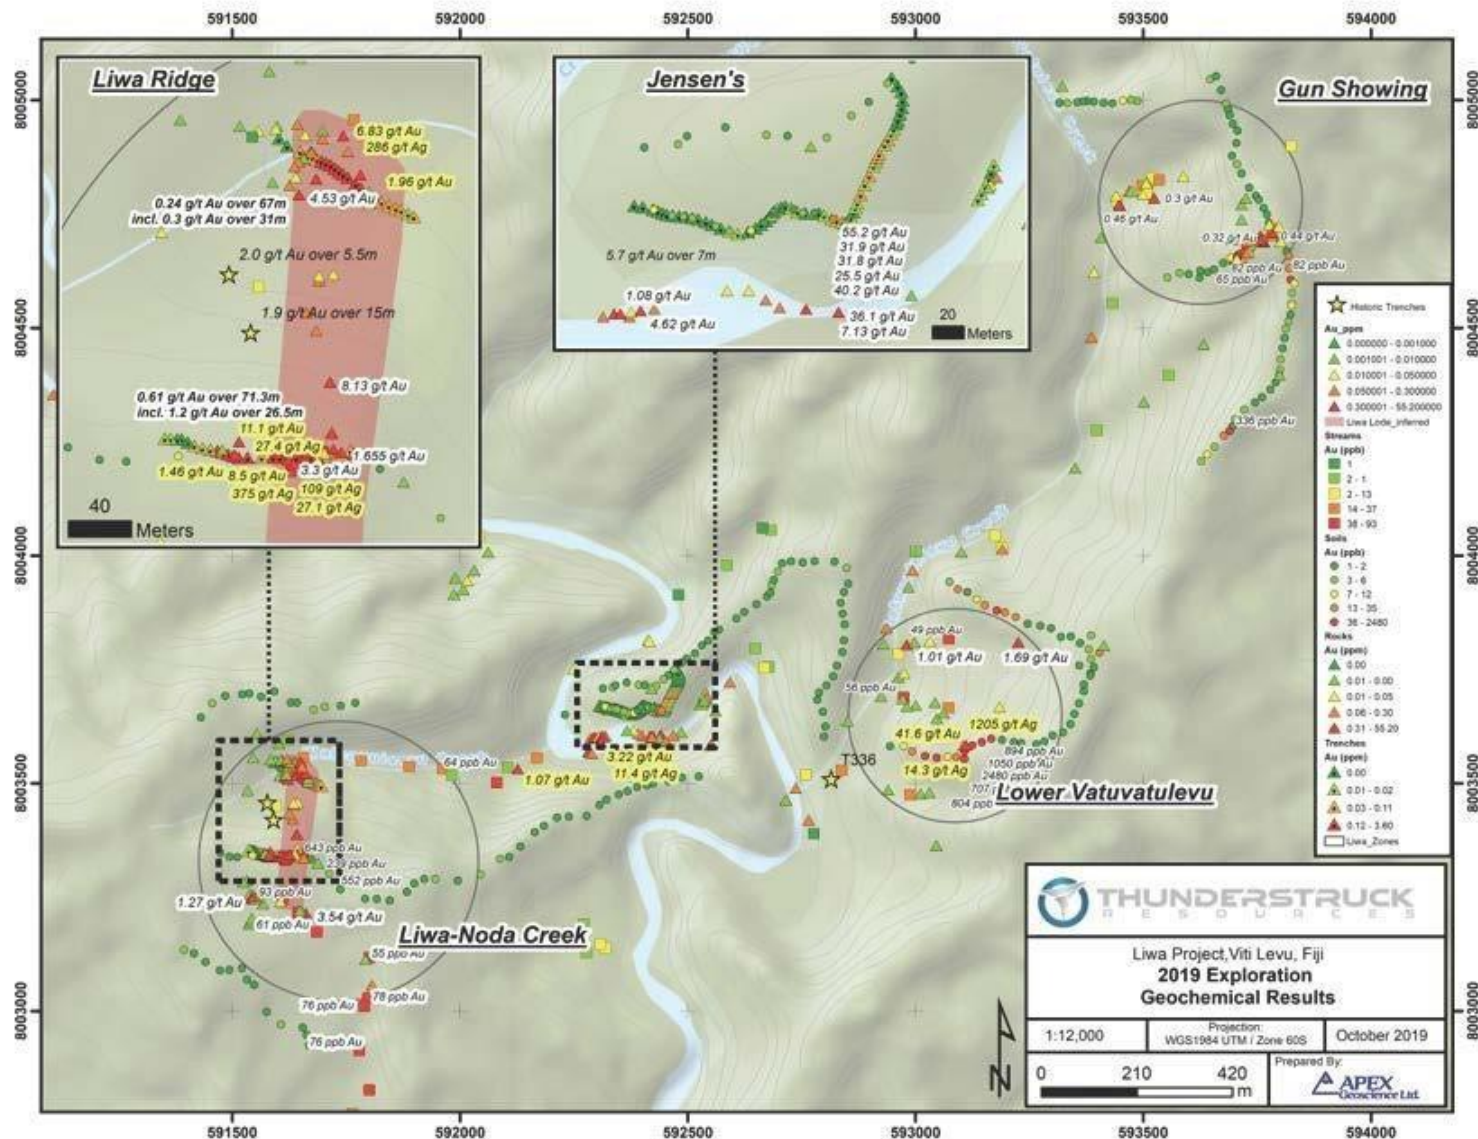 591500
592000
592500
593000
593500
594000
8005000
8004500
8004000
8003500
8003000
8005000
8004500
8004000
8003500
8003000
591500
592000
592500
593000
593500
594000
Liwa Ridge
6.83 g/t Au
286 g/t Ag
1.96 g/t Au
0.24 g/t Au over 67m
incl. 0.3 g/t Au over 31m
4.53 g/t Au
2.0 g/t Au over 5.5m
1.9 g/t Au over 15m
8.13 g/t Au
0.61 g/t Au over 71.3m
incl. 1.2 g/t Au over 26.5m
11.1 g/t Au
27.4 g/t Ag
1.655 g/t Au
1.46 g/t Au
8.5 g/t Au
3.3 g/t Au
375 g/t Ag
109 g/t Ag
27.1 g/t Ag
40
Meters
Jensen's
55.2 g/t Au
31.9 g/t Au
31.8 g/t Au
25.5 g/t Au
40.2 g/t Au
5.7 g/t Au over 7m
1.08 g/t Au
4.62 g/t Au
36.1 g/t Au
7.13 g/t Au
20
Meters
Gun Showing
0.3 g/t Au
0.46 g/t Au
0.32 g/t Au
0.44 g/t Au
82 ppb Au
82 ppb Au
65 ppb Au
336 ppb Au
49 ppb Au
1.01 g/t Au
1.69 g/t Au
56 ppb Au
1205 g/t Ag
41.6 g/t Au
894 ppb Au
1050 ppb Au
14.3 g/t Ag
2480 ppb Au
707
804 ppb
Lower Vatuvatulevu
T336
64 ppb Au
1.07 g/t Au
3.22 g/t Au
11.4 g/t Ag
643 ppb Au
239 ppb Au
552 ppb Au
93 ppb Au
1.27 g/t Au
61 ppb Au
3.54 g/t Au
Liwa-Noda Creek
55 ppb Au
78 ppb Au
76 ppb Au
76 ppb Au
Historic Trenches
Au_ppm
0.000000 - 0.001000
0.001001 - 0.010000
0.010001 - 0.050000
0.050001 - 0.300000
0.300001 - 55.200000
Liwa Lode_inferred
Streams
Au (ppb)
1
2 - 1
2 - 13
14 - 37
38 - 93
Soils
Au (ppb)
1 - 2
3 - 6
7 - 12
13 - 35
36 - 2480
Rocks
Au (ppm)
0.00
0.01 - 0.00
0.01 - 0.05
0.06 - 0.30
0.31 - 55.20
Trenches
Au (ppm)
0.00
0.01 - 0.02
0.03 - 0.11
0.12 - 3.60
Liwa_Zones
THUNDERSTRUCK
RESOURCES
Liwa Project,Viti Levu, Fiji
2019 Exploration
Geochemical Results
1:12,000
Projection:
WGS1984 UTM / Zone 60S
October 2019
0 210 420
m
Prepared By:
APEX
Geoscience Ltd.
N